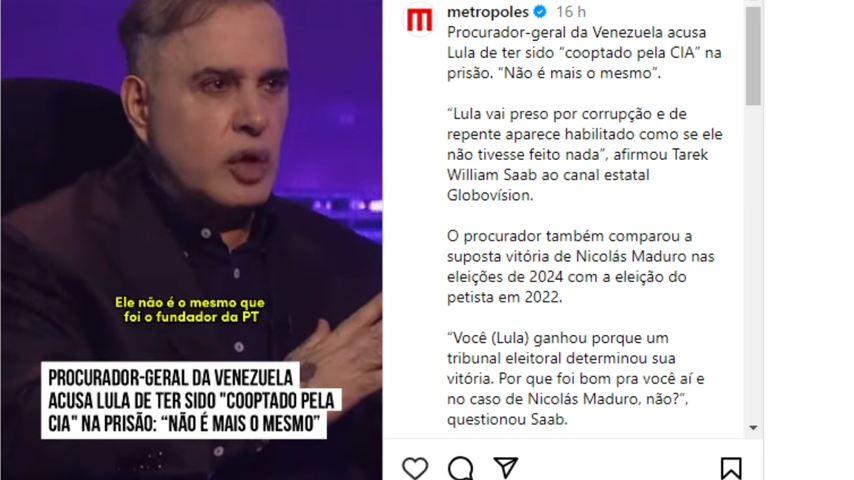 Ele não é o mesmo que
foi o fundador da PT
PROCURADOR-GERAL DA VENEZUELA
ACUSA LULA DE TER SIDO "COOPTADO PELA
CIA" NA PRISÃO: “NÃO É MAIS O MESMO”
metropoles 16 h
Procurador-geral da Venezuela acusa
Lula de ter sido “cooptado pela CIA” na
prisão. “Não é mais o mesmo”.
“Lula vai preso por corrupção e de
repente aparece habilitado como se ele
não tivesse feito nada”, afirmou Tarek
William Saab ao canal estatal
Globovísion.
O procurador também comparou a
suposta vitória de Nicolás Maduro nas
eleições de 2024 com a eleição do
petista em 2022.
“Você (Lula) ganhou porque um
tribunal eleitoral determinou sua
vitória. Por que foi bom pra você aí e
no caso de Nicolás Maduro, não?”,
questionou Saab.